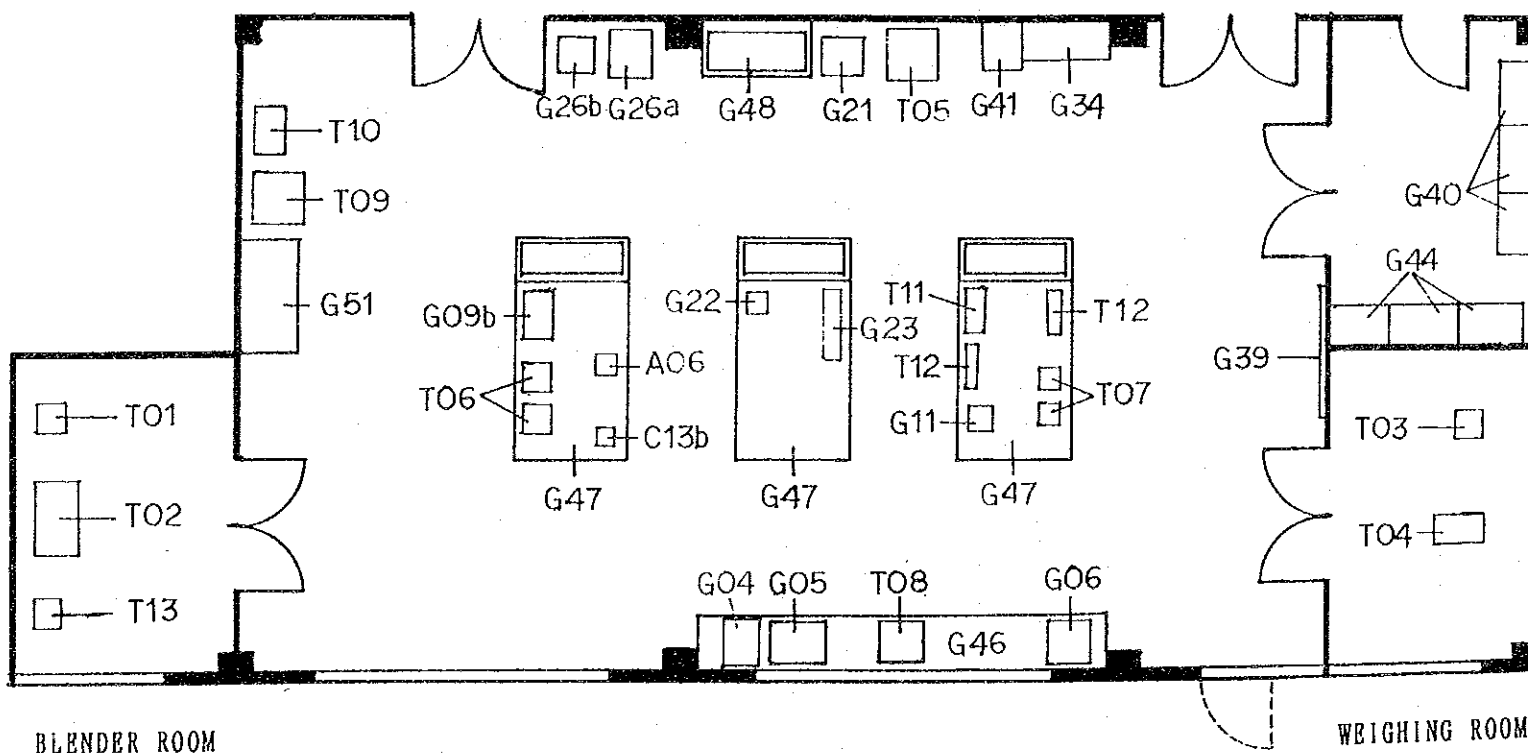 G26b G26a G48 G21 T05 G41 G34
T10
T09
G40
G51
G44
G09b
G22
G23
T11
T12
A06
T12
G39
T06
T07
T01
C13b
G11
T03
G47 G47 G47
T02
T04
G04 G05 T08 G06
T13
G46
BLENDER ROOM
WEIGHING ROOM